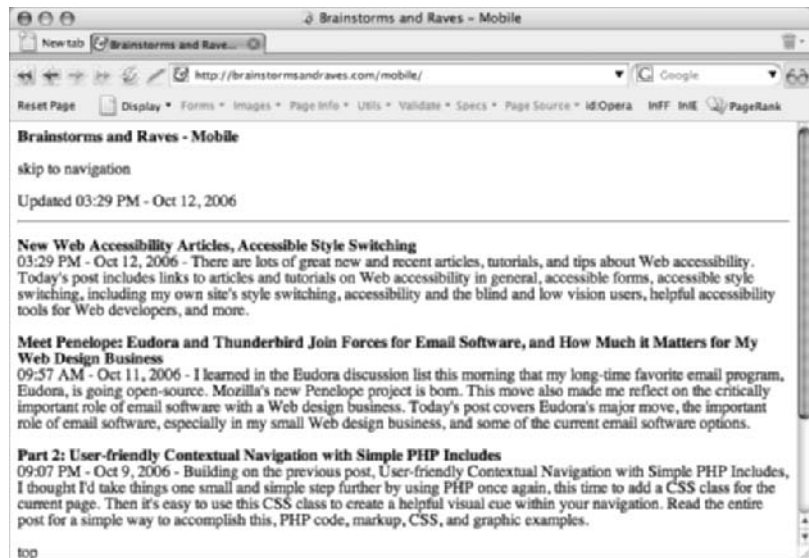 Brainstorms and Raves - Mobile
New tab Brainstorms and Rave...
http://brainstormsandraves.com/mobile/ Google
Reset Page Display Forms Images Page Info Utils Validate Specs Page Source id:Opera InFF InIE PageRank
Brainstorms and Raves - Mobile
skip to navigation
Updated 03:29 PM - Oct 12, 2006
New Web Accessibility Articles, Accessible Style Switching
03:29 PM - Oct 12, 2006 - There are lots of great new and recent articles, tutorials, and tips about Web accessibility.
Today's post includes links to articles and tutorials on Web accessibility in general, accessible forms, accessible style
switching, including my own site's style switching, accessibility and the blind and low vision users, helpful accessibility
tools for Web developers, and more.
Meet Penelope: Eudora and Thunderbird Join Forces for Email Software, and How Much it Matters for My
Web Design Business
09:57 AM - Oct 11, 2006 - I learned in the Eudora discussion list this morning that my long-time favorite email program,
Eudora, is going open-source. Mozilla's new Penelope project is born. This move also made me reflect on the critically
important role of email software with a Web design business. Today's post covers Eudora's major move, the important
role of email software, especially in my small Web design business, and some of the current email software options.
Part 2: User-friendly Contextual Navigation with Simple PHP Includes
09:07 PM - Oct 9, 2006 - Building on the previous post, User-friendly Contextual Navigation with Simple PHP Includes,
I thought I'd take things one small and simple step further by using PHP once again, this time to add a CSS class for the
current page. Then it's easy to use this CSS class to create a helpful visual cue within your navigation. Read the entire
post for a simple way to accomplish this, PHP code, markup, CSS, and graphic examples.
top